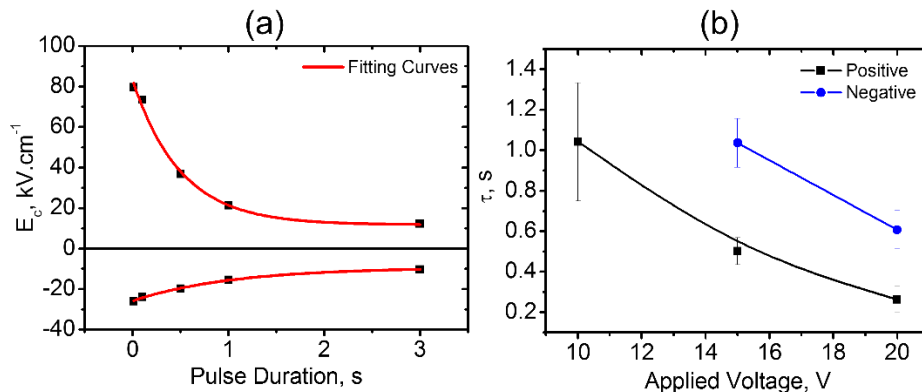 (a)
Fitting Curves
100
80
60
40
20
0
-20
-40
E_c, kV.cm^-1
0 1 2 3
Pulse Duration, s
(b)
Positive
Negative
1.4
1.2
1.0
0.8
0.6
0.4
0.2
τ, s
10 12 14 16 18 20
Applied Voltage, V